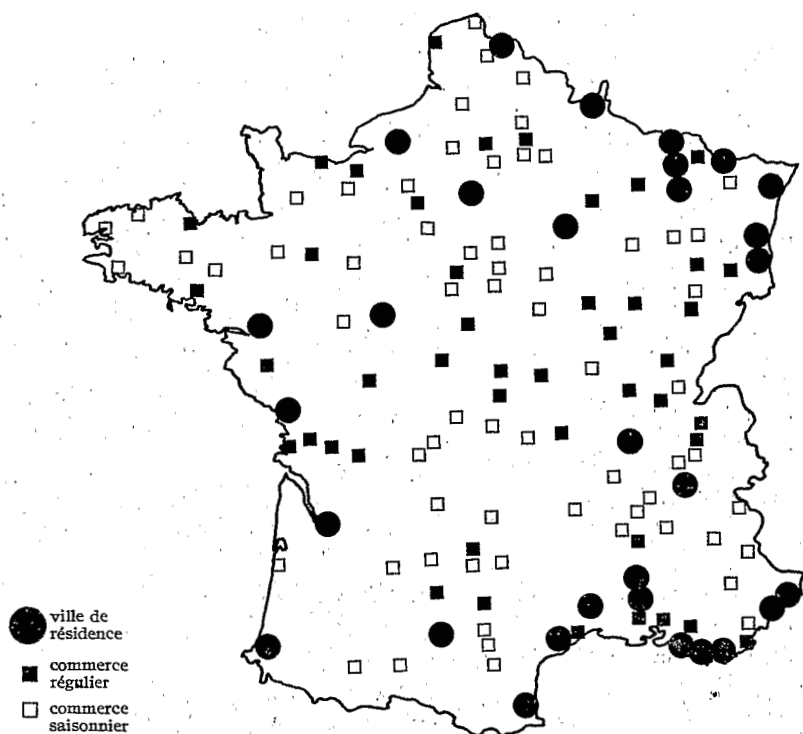 ville de
résidence
commerce
régulier
commerce
saisonnier